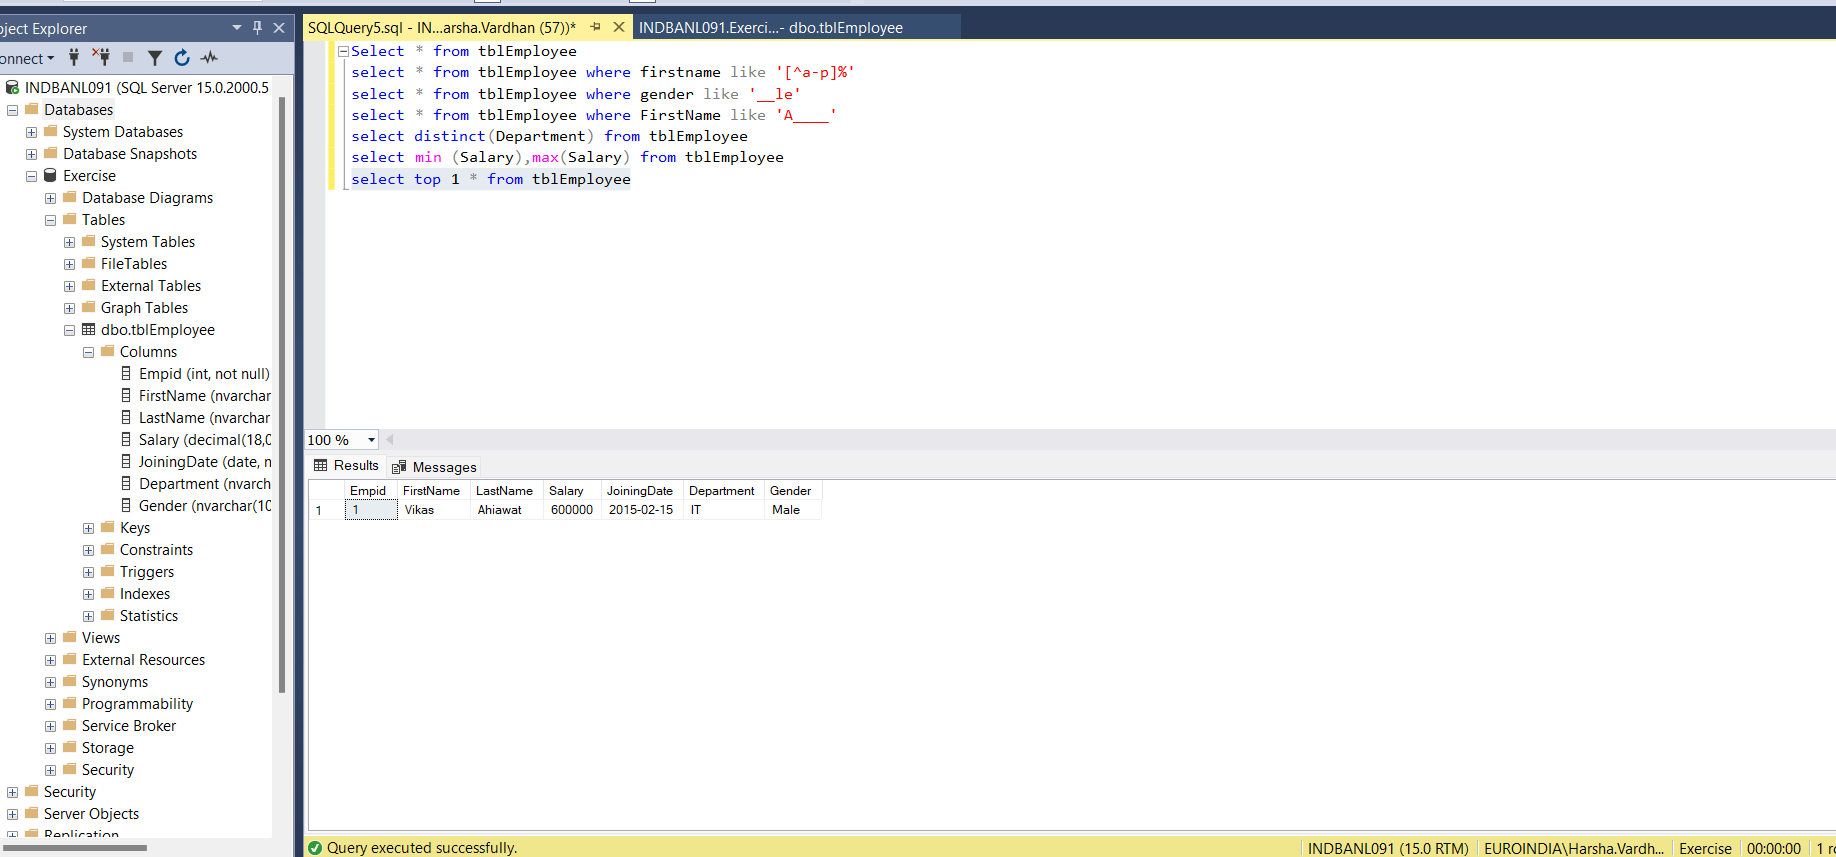 ject Explorer
onnect
INDBANL091 (SQL Server 15.0.2000.5
Databases
System Databases
Database Snapshots
Exercise
Database Diagrams
Tables
System Tables
FileTables
External Tables
Graph Tables
dbo.tblEmployee
Columns
Empid (int, not null)
FirstName (nvarchar
LastName (nvarchar
Salary (decimal(18,0
JoiningDate (date, n
Department (nvarch
Gender (nvarchar(10
Keys
Constraints
Triggers
Indexes
Statistics
Views
External Resources
Synonyms
Programmability
Service Broker
Storage
Security
Security
Server Objects
Replication
SQLQuery5.sql - IN...arsha.Vardhan (57))* INDBANL091.Exerci...- dbo.tblEmployee
Select * from tblEmployee
select * from tblEmployee where firstname like '[^a-p]%'
select * from tblEmployee where gender like '__le'
select * from tblEmployee where FirstName like 'A____'
select distinct(Department) from tblEmployee
select min (Salary),max(Salary) from tblEmployee
select top 1 * from tblEmployee
100 %
Results Messages
Empid FirstName LastName Salary JoiningDate Department Gender
1 1 Vikas Ahiawat 600000 2015-02-15 IT Male
Query executed successfully. INDBANL091 (15.0 RTM) EUROINDIA\Harsha.Vardh... Exercise 00:00:00 1 ro